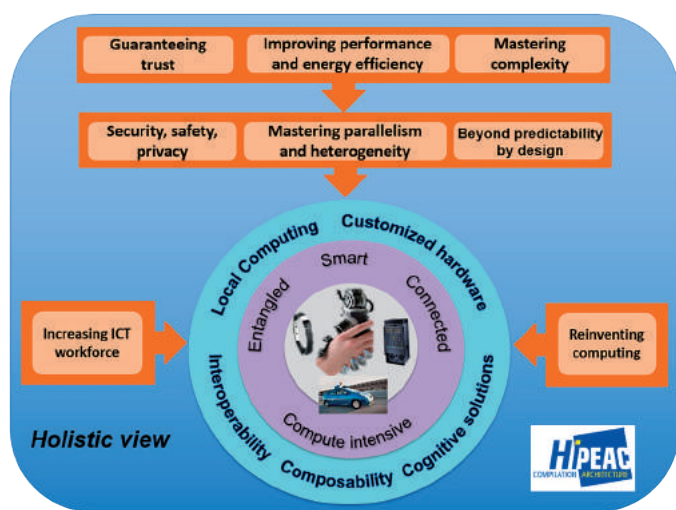 Guaranteeing
trust
Improving performance
and energy efficiency
Mastering
complexity
Security, safety,
privacy
Mastering parallelism
and heterogeneity
Beyond predictability
by design
Local Computing
Customized hardware
Smart
Entangled
Connected
Increasing ICT
workforce
Reinventing
computing
Compute intensive
Interoperability
Composability
Cognitive solutions
Holistic view
HiPEAC
COMPILATION ARCHITECTURE